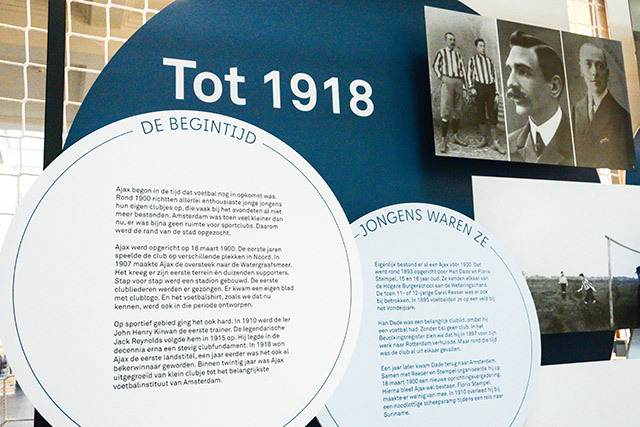 Tot 1918
DE BEGINTIJD
Ajax begon in de tijd dat voetbal nog in opkomst was.
Rond 1900 richtten allerlei enthousiaste jonge jongens
hun eigen clubjes op, die vaak bij het avondeten al niet
meer bestonden. Amsterdam was toen veel kleiner dan
nu, er was bijna geen ruimte voor sportclubs. Daarom
werd de rand van de stad opgezocht.
Ajax werd opgericht op 18 maart 1900. De eerste jaren
speelde de club op verschillende plekken in Noord. In
1907 maakte Ajax de oversteek naar de Watergraafsmeer.
Het kreeg er zijn eerste terrein én duizenden supporters.
Stap voor stap werd een stadion gebouwd. De eerste
clubliederen werden er gezongen. Er kwam een eigen blad
met clublogo. En het voetbalshirt, zoals we dat nu
kennen, werd ook in die periode ontworpen.
Op sportief gebied ging het ook hard. In 1910 werd de Ier
John Henry Kirwan de eerste trainer. De legendarische
Jack Reynolds volgde hem in 1915 op. Hij legde in de
deconnia erna een stevig clubfundament. In 1918 won
Ajax de eerste landstitel, een jaar eerder was het ook al
bekerwinnaar geworden. Binnen twintig jaar was Ajax
uitgegroeid van klein clubje tot het belangrijkste
voetbalinstituut van Amsterdam.
JONGENS WAREN ZE
Eigenlijk bestond er al een Ajax vóór 1900. Dat
werd rond 1893 opgericht door Han Dade en Floris
Stempel, 15 en 16 jaar oud. Ze kenden elkaar van
de Hogere Burgerschool aan de Weteringschans.
De toen 11- of 12-jarige Carel Reeser was er ook
bij betrokken. In 1895 voetbalden zo op een veld bij
het Vondelpark.
Han Dade was een belangrijk clublid, omdat hij
een voetbal had. Zonder bal geen club. In het
Bevolkingsregister zien we dat hij in 1897 voor zijn
werk naar Rotterdam verhuisde. Maar rond die tijd
was de club al uit elkaar gevallen.
Een jaar later kwam Dade terug naar Amsterdam.
Samen met Reeser en Stempel organiseerde hij op
18 maart 1900 een nieuwe oprichtingsvergadering.
Hierna bleef Ajax wél bestaan. Floris Stempel
maakte er weinig van mee. In 1910 overleed hij bij
een noodlottige scheepsramp tijdens een reis naar
Suriname.